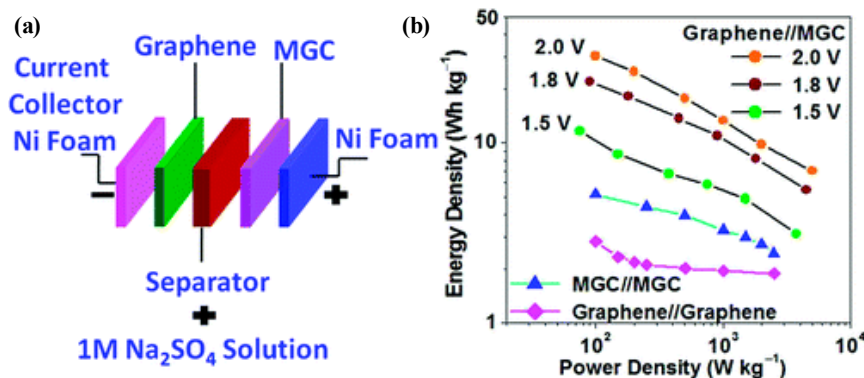 (a)
Graphene
MGC
Current
Collector
Ni Foam
Ni Foam
−
+
Separator
+
1M Na₂SO₄ Solution
(b)
Energy Density (Wh kg⁻¹)
50
10
1
2.0 V
1.8 V
1.5 V
Graphene//MGC
2.0 V
1.8 V
1.5 V
MGC//MGC
Graphene//Graphene
10²
10³
10⁴
Power Density (W kg⁻¹)